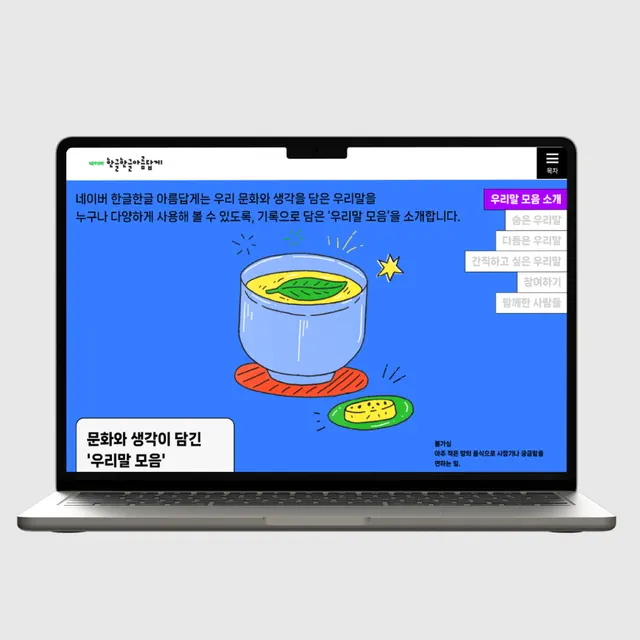 네이버 한글한글아름답게
목차
네이버 한글한글 아름답게는 우리 문화와 생각을 담은 우리말을
누구나 다양하게 사용해 볼 수 있도록, 기록으로 담은 '우리말 모음'을 소개합니다.
우리말 모음 소개
숨은 우리말
다듬은 우리말
간직하고 싶은 우리말
참여하기
함께한 사람들
문화와 생각이 담긴
'우리말 모음'
볼가심
아주 적은 양의 음식으로 시장기나 궁금함을
면하는 일.